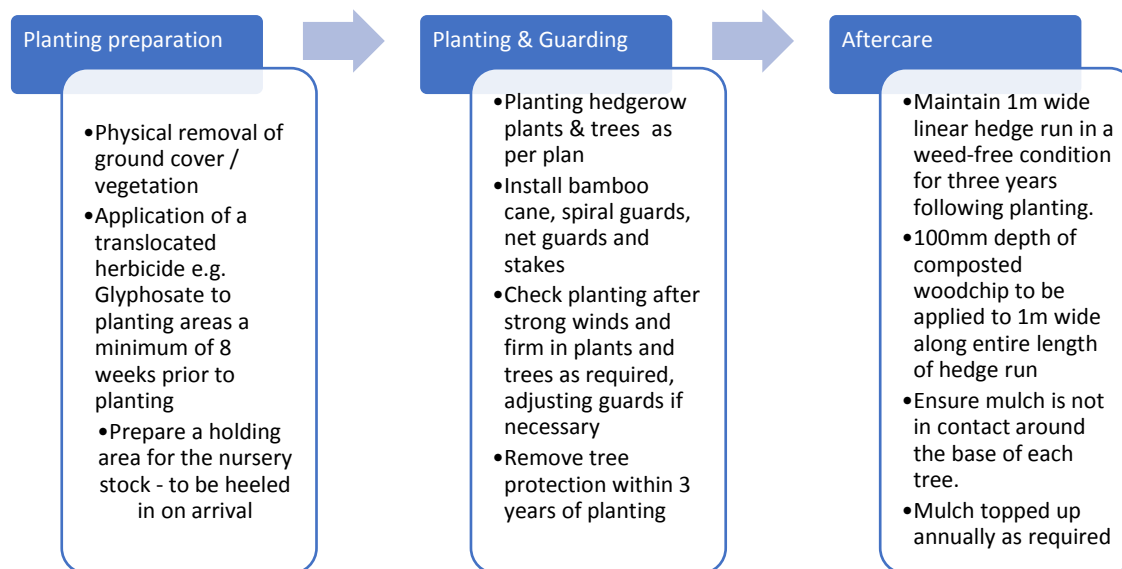 Planting preparation
•Physical removal of
ground cover /
vegetation
•Application of a
translocated
herbicide e.g.
Glyphosate to
planting areas a
minimum of 8
weeks prior to
planting
•Prepare a holding
area for the nursery
stock - to be heeled
in on arrival
Planting & Guarding
•Planting hedgerow
plants & trees as
per plan
•Install bamboo
cane, spiral guards,
net guards and
stakes
•Check planting after
strong winds and
firm in plants and
trees as required,
adjusting guards if
necessary
•Remove tree
protection within 3
years of planting
Aftercare
•Maintain 1m wide
linear hedge run in a
weed-free condition
for three years
following planting.
•100mm depth of
composted
woodchip to be
applied to 1m wide
along entire length
of hedge run
•Ensure mulch is not
in contact around
the base of each
tree.
•Mulch topped up
annually as required